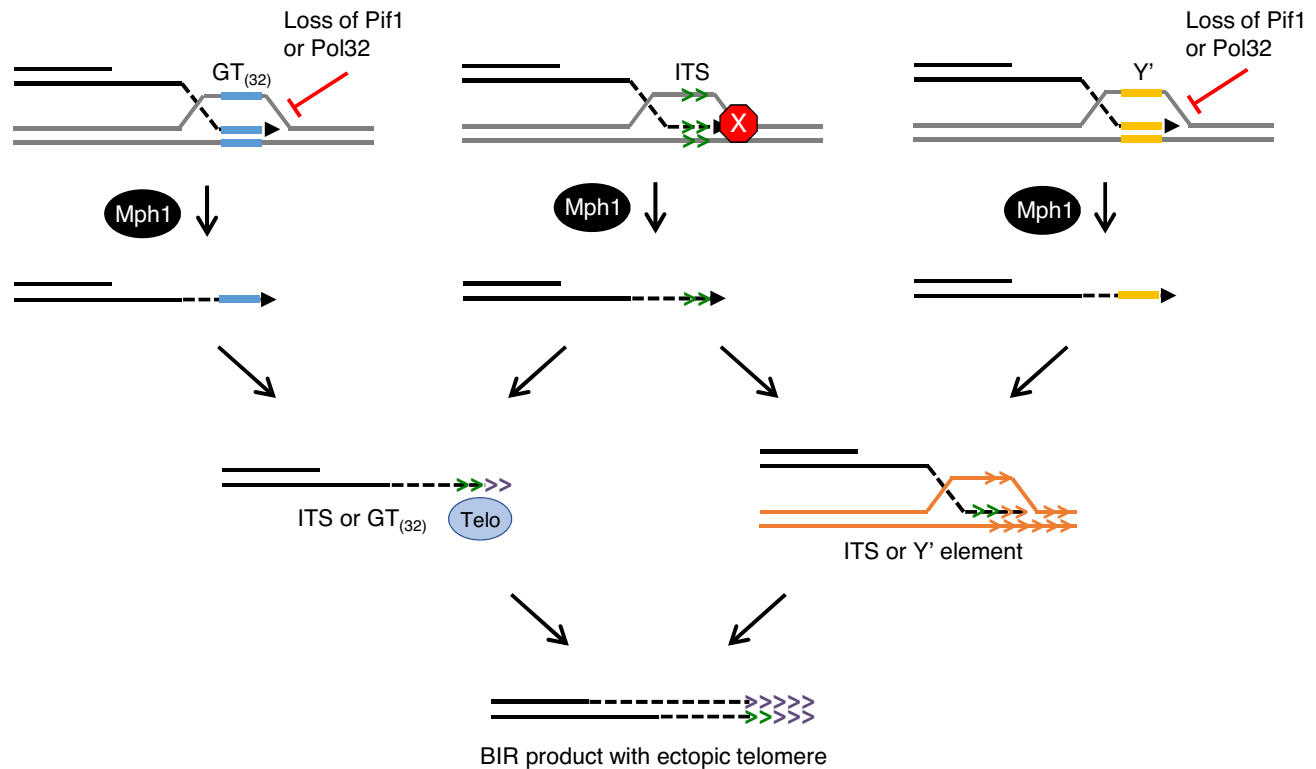 Loss of Pif1
or Pol32
GT(32)
ITS
X
Loss of Pif1
or Pol32
Y'
Mph1
Mph1
Mph1
ITS or GT(32)
Telo
ITS or Y' element
BIR product with ectopic telomere